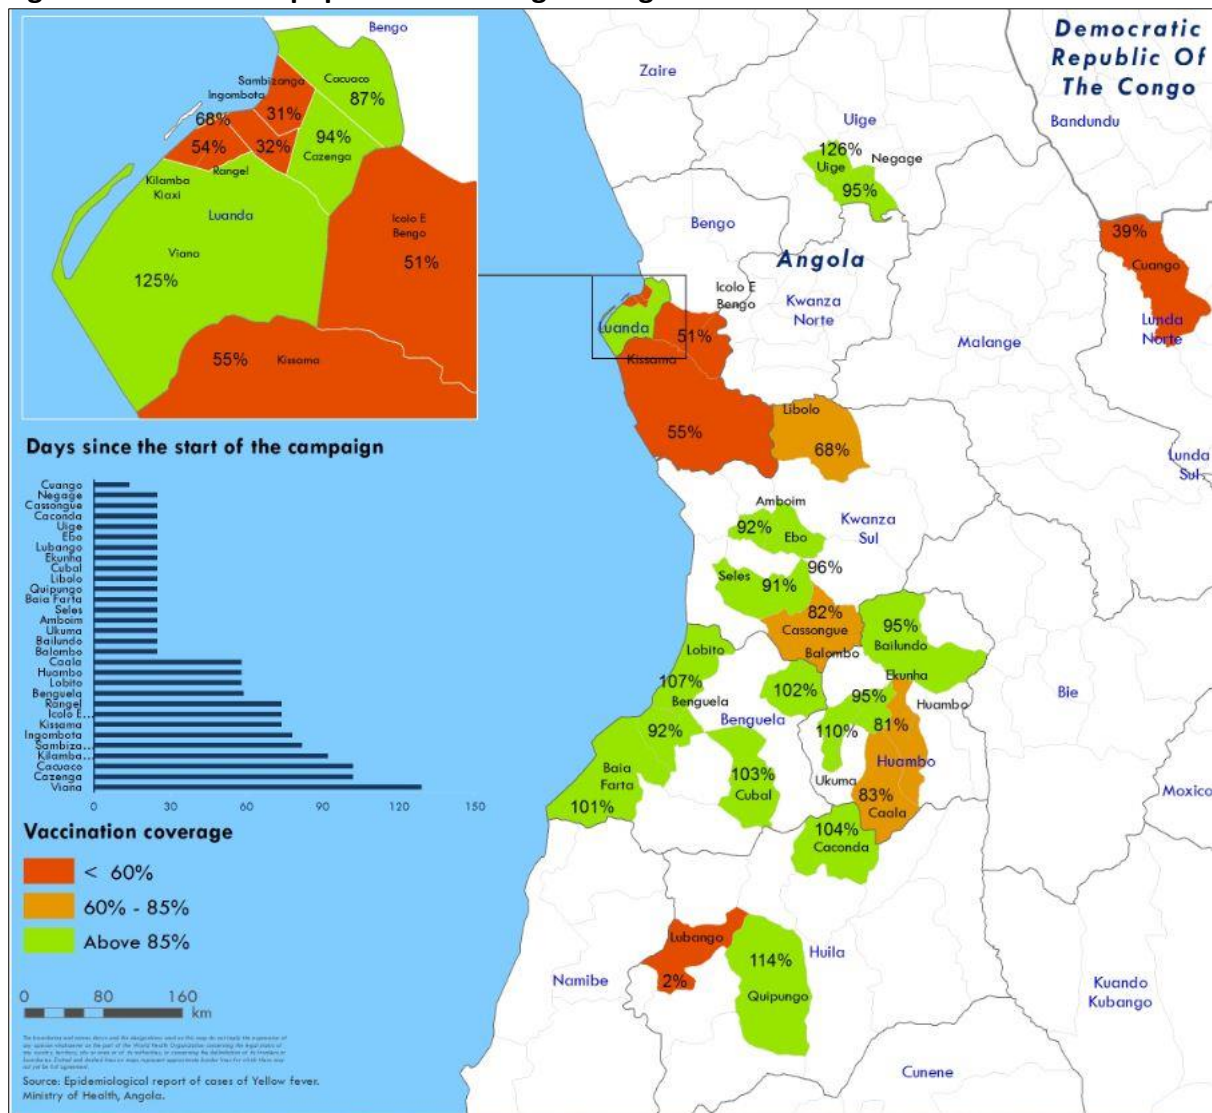 Bengo
Sambizanga
Ingombota
Cacuaco
87%
68%
31%
94%
54%
32%
Cazenga
Rangel
Kilamba
Kiaxi
Luanda
Icolo E
Bengo
Viana
51%
125%
55%
Kissama
Democratic
Republic Of
The Congo
Zaire
Bandundu
Uige
126%
Negage
Uige
95%
Bengo
39%
Cuango
Angola
Icolo E
Bengo
Kwanza
Norte
Lunda
Norte
Luanda
51%
Malange
Kissama
Libolo
55%
68%
Lunda
Sul
Amboim
92%
Ebo
Kwanza
Sul
96%
Seles
91%
82%
Cassongue
95%
Bailundo
Balombo
Lobito
Ekunha
107%
102%
95%
Huambo
Bie
Benguela
Benguela
92%
110%
81%
Huambo
Baia
Farta
103%
Cubal
Ukuma
83%
Caala
Moxico
101%
104%
Caconda
Lubango
2%
114%
Quipungo
Huila
Namibe
Kuando
Kubango
Cunene
Days since the start of the campaign
Cuango
Negage
Cassongue
Caconda
Uige
Ebo
Lubango
Ekunha
Cubal
Libolo
Quipungo
Baia Farta
Seles
Amboim
Ukuma
Bailundo
Balombo
Caala
Huambo
Lobito
Benguela
Rangel
Icolo E...
Kissama
Ingombota
Sambiza...
Kilamba...
Cacuaco
Cazenga
Viana
0 30 60 90 120 150
Vaccination coverage
< 60%
60% - 85%
Above 85%
0 80 160
km
Source: Epidemiological report of cases of Yellow fever.
Ministry of Health, Angola.